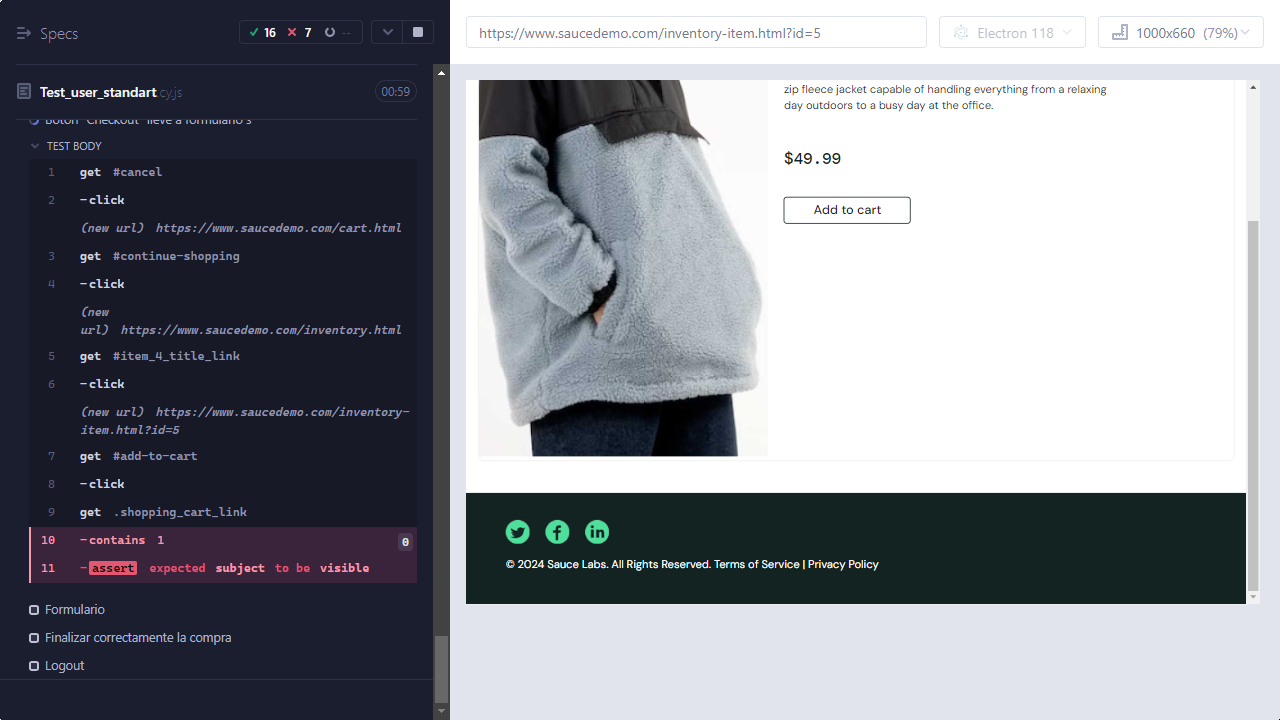 Specs
16 7 --
https://www.saucedemo.com/inventory-item.html?id=5
Electron 118
1000x660 (79%)
Test_user_standart cy.js
00:59
Botón "Checkout" lleve a formulario s
TEST BODY
1 get #cancel
2 -click
(new url) https://www.saucedemo.com/cart.html
3 get #continue-shopping
4 -click
(new
url) https://www.saucedemo.com/inventory.html
5 get #item_4_title_link
6 -click
(new url) https://www.saucedemo.com/inventory-
item.html?id=5
7 get #add-to-cart
8 -click
9 get .shopping_cart_link
10 -contains 1 0
11 -assert expected subject to be visible
Formulario
Finalizar correctamente la compra
Logout
zip fleece jacket capable of handling everything from a relaxing
day outdoors to a busy day at the office.
$49.99
Add to cart
© 2024 Sauce Labs. All Rights Reserved. Terms of Service | Privacy Policy